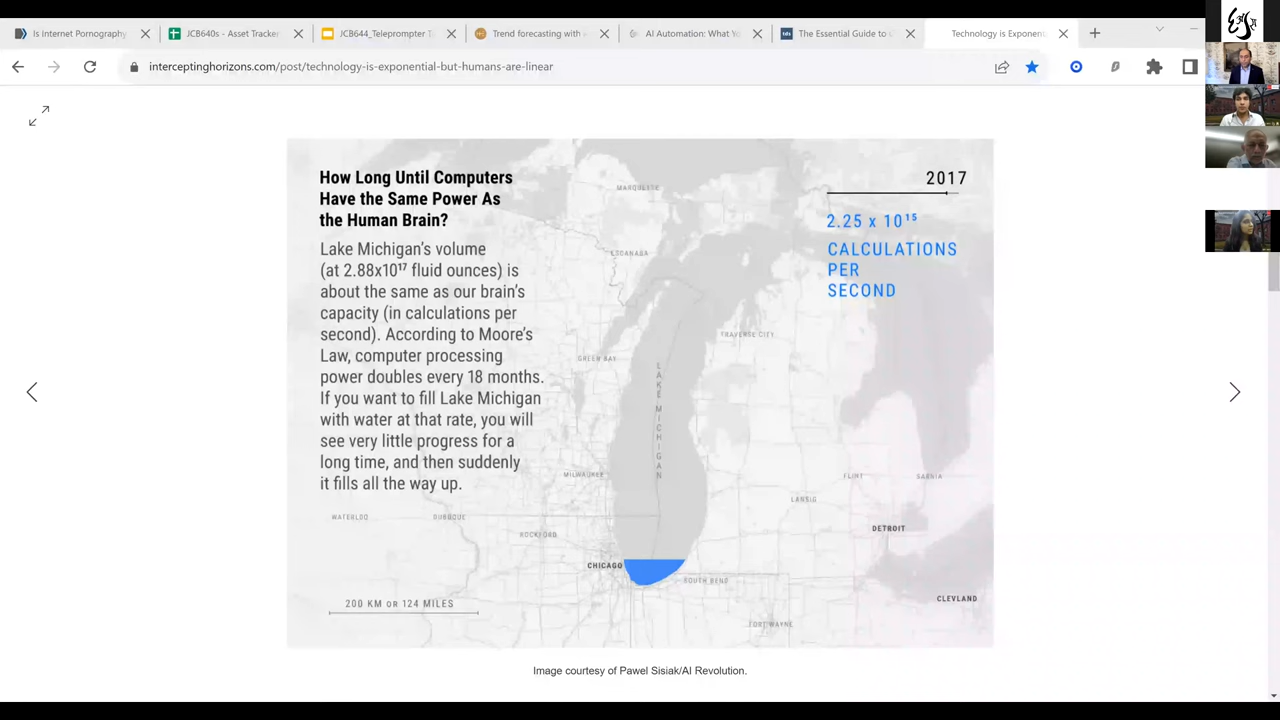 Is Internet Pornography
JCB640s - Asset Tracker
JCB644_Teleprompter T
Trend forecasting with
AI Automation: What Yo
The Essential Guide to
Technology is Exponen
interceptinghorizons.com/post/technology-is-exponential-but-humans-are-linear
How Long Until Computers
Have the Same Power As
the Human Brain?
Lake Michigan's volume
(at 2.88x10¹⁷ fluid ounces) is
about the same as our brain's
capacity (in calculations per
second). According to Moore's
Law, computer processing
power doubles every 18 months.
If you want to fill Lake Michigan
with water at that rate, you will
see very little progress for a
long time, and then suddenly
it fills all the way up.
2017
2.25 x 10¹⁵
CALCULATIONS
PER
SECOND
MARQUETTE
ESCANABA
TRAVERSE CITY
GREEN BAY
LAKE MICHIGAN
MILWAUKEE
FLINT
SARNIA
LANSIG
WATERLOO
DUBOQUE
ROCKFORD
DETROIT
CHICAGO
SOUTH BEND
CLEVLAND
FORT WAYNE
200 KM OR 124 MILES
Image courtesy of Pawel Sisiak/AI Revolution.